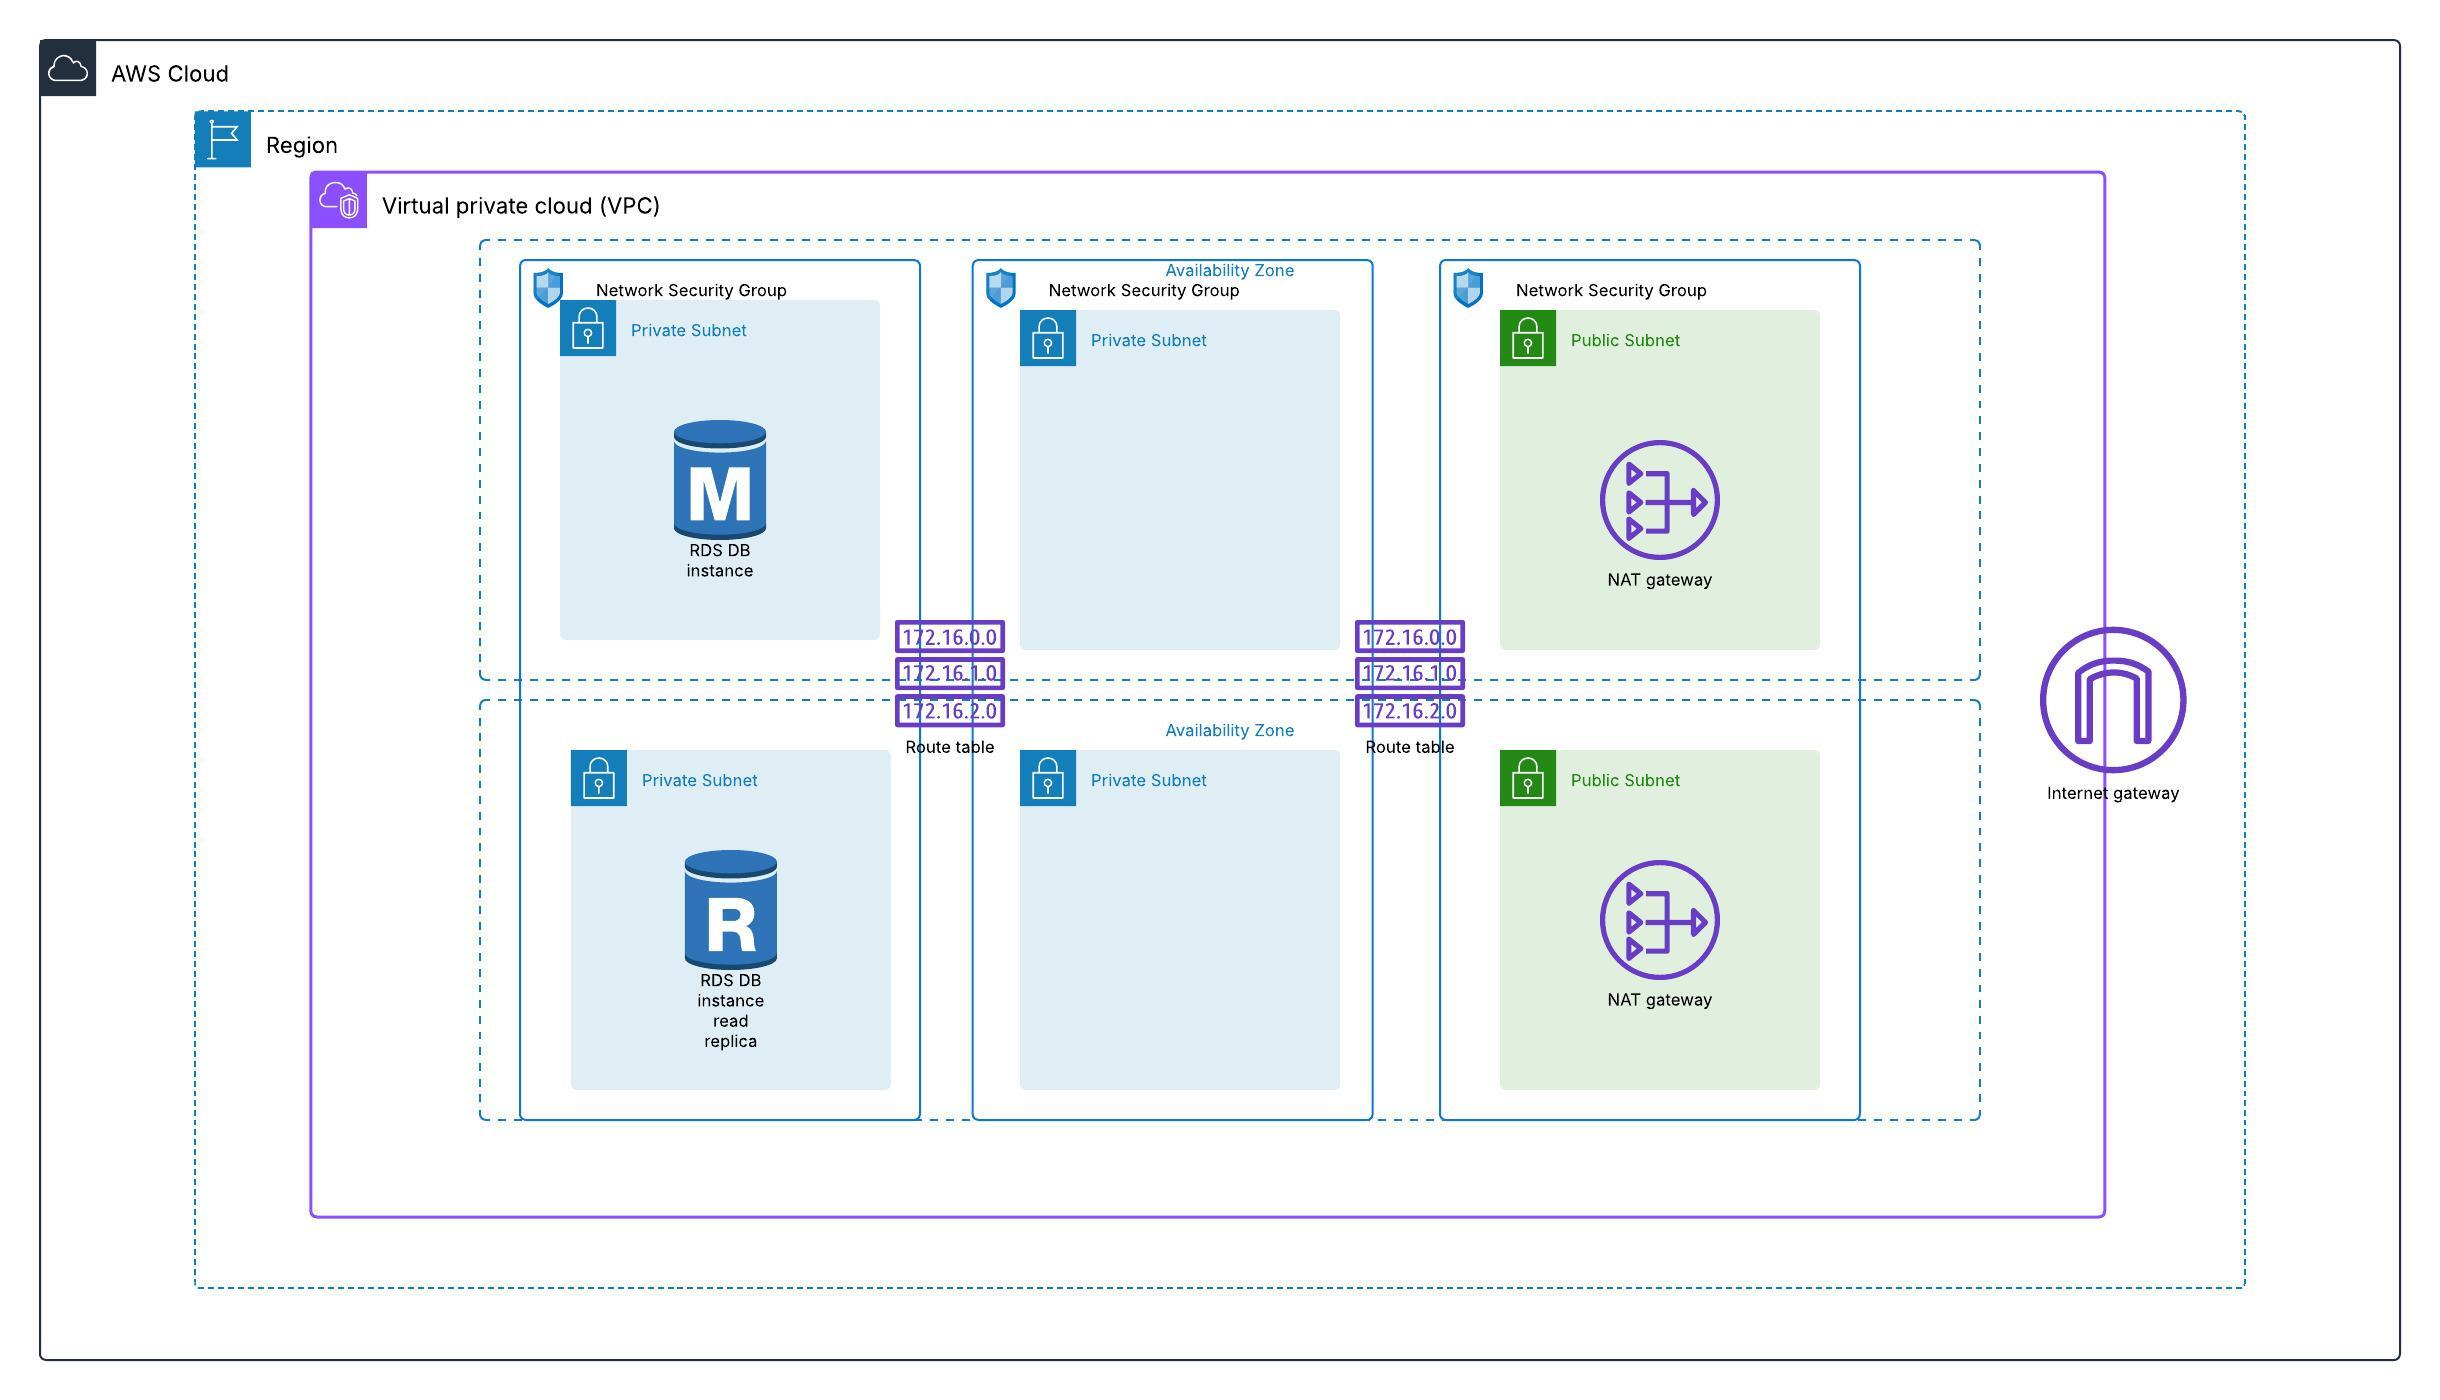 AWS Cloud
Region
Virtual private cloud (VPC)
Availability Zone
Network Security Group
Network Security Group
Network Security Group
Private Subnet
Private Subnet
Public Subnet
M
RDS DB
instance
NAT gateway
172.16.0.0
172.16.1.0
172.16.2.0
Route table
172.16.0.0
172.16.1.0
172.16.2.0
Route table
Availability Zone
Internet gateway
Private Subnet
Private Subnet
Public Subnet
R
RDS DB
instance
read
replica
NAT gateway